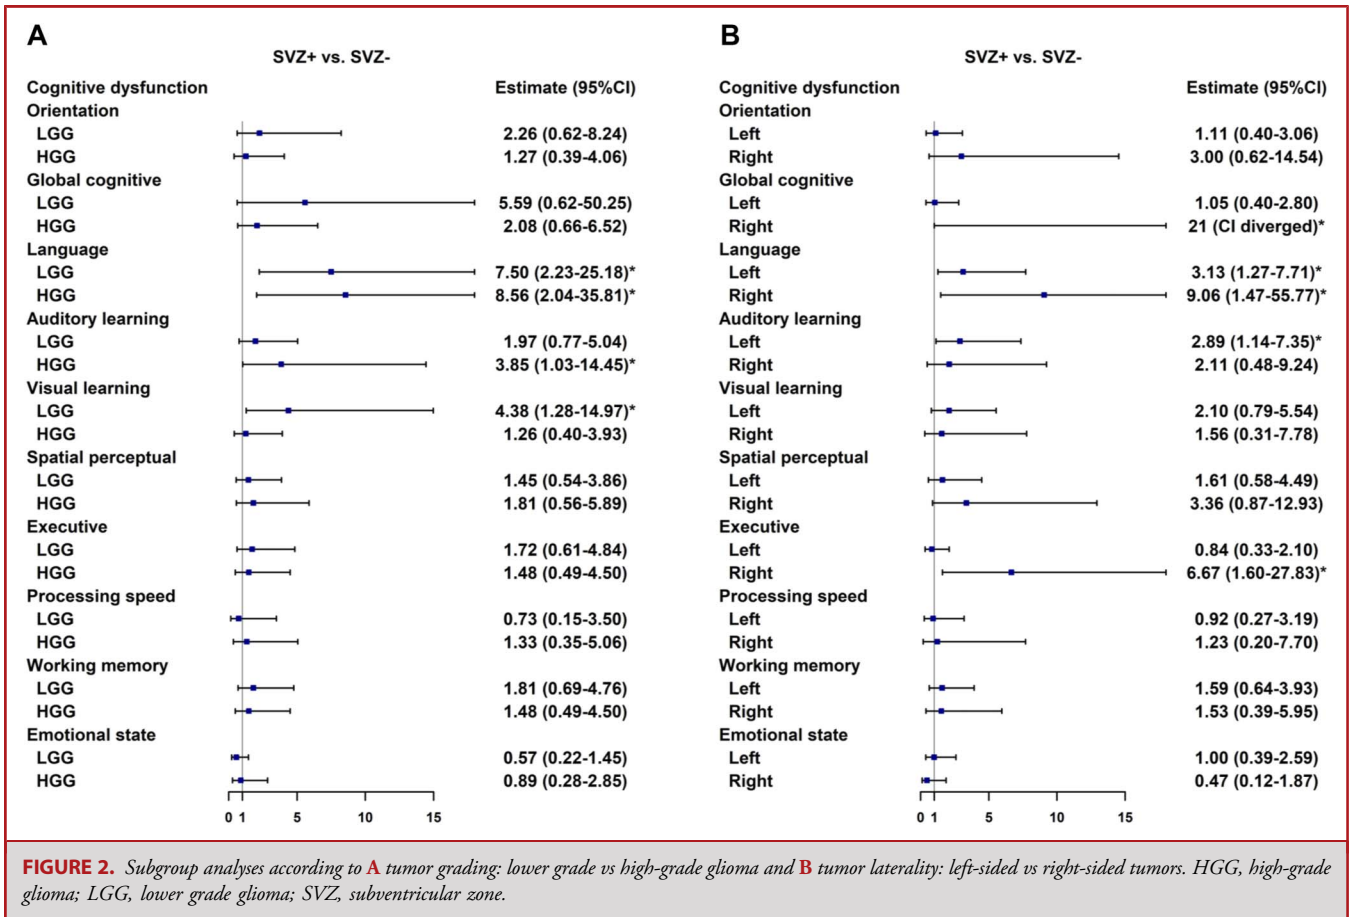 A
SVZ+ vs. SVZ-
Cognitive dysfunction Estimate (95%CI)
Orientation
LGG 2.26 (0.62-8.24)
HGG 1.27 (0.39-4.06)
Global cognitive
LGG 5.59 (0.62-50.25)
HGG 2.08 (0.66-6.52)
Language
LGG 7.50 (2.23-25.18)*
HGG 8.56 (2.04-35.81)*
Auditory learning
LGG 1.97 (0.77-5.04)
HGG 3.85 (1.03-14.45)*
Visual learning
LGG 4.38 (1.28-14.97)*
HGG 1.26 (0.40-3.93)
Spatial perceptual
LGG 1.45 (0.54-3.86)
HGG 1.81 (0.56-5.89)
Executive
LGG 1.72 (0.61-4.84)
HGG 1.48 (0.49-4.50)
Processing speed
LGG 0.73 (0.15-3.50)
HGG 1.33 (0.35-5.06)
Working memory
LGG 1.81 (0.69-4.76)
HGG 1.48 (0.49-4.50)
Emotional state
LGG 0.57 (0.22-1.45)
HGG 0.89 (0.28-2.85)
0 1 5 10 15
B
SVZ+ vs. SVZ-
Cognitive dysfunction Estimate (95%CI)
Orientation
Left 1.11 (0.40-3.06)
Right 3.00 (0.62-14.54)
Global cognitive
Left 1.05 (0.40-2.80)
Right 21 (CI diverged)*
Language
Left 3.13 (1.27-7.71)*
Right 9.06 (1.47-55.77)*
Auditory learning
Left 2.89 (1.14-7.35)*
Right 2.11 (0.48-9.24)
Visual learning
Left 2.10 (0.79-5.54)
Right 1.56 (0.31-7.78)
Spatial perceptual
Left 1.61 (0.58-4.49)
Right 3.36 (0.87-12.93)
Executive
Left 0.84 (0.33-2.10)
Right 6.67 (1.60-27.83)*
Processing speed
Left 0.92 (0.27-3.19)
Right 1.23 (0.20-7.70)
Working memory
Left 1.59 (0.64-3.93)
Right 1.53 (0.39-5.95)
Emotional state
Left 1.00 (0.39-2.59)
Right 0.47 (0.12-1.87)
0 1 5 10 15
FIGURE 2. Subgroup analyses according to A tumor grading: lower grade vs high-grade glioma and B tumor laterality: left-sided vs right-sided tumors. HGG, high-grade
glioma; LGG, lower grade glioma; SVZ, subventricular zone.